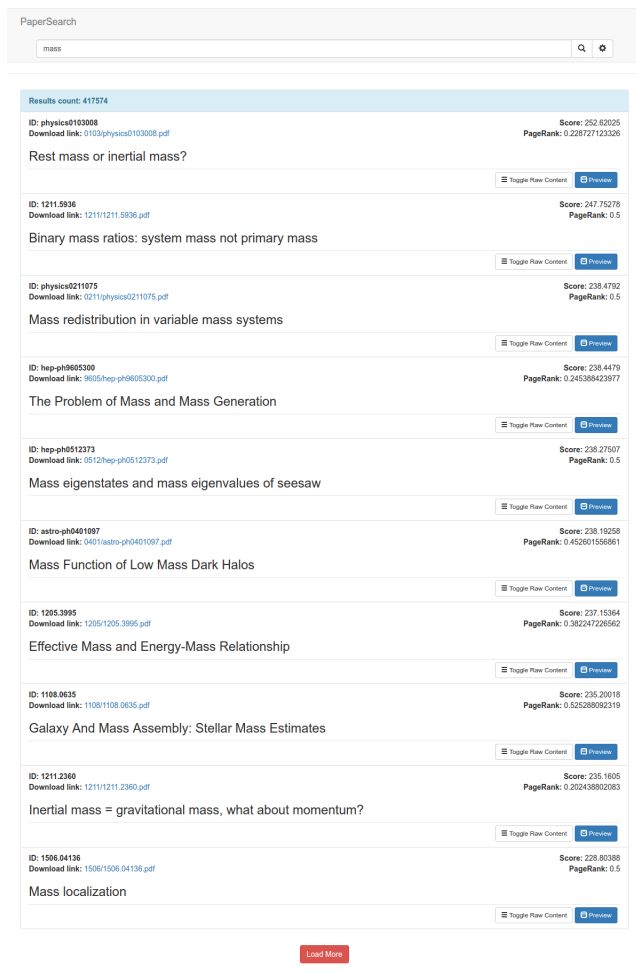 PaperSearch
mass
Results count: 417574
ID: physics0103008 Score: 252.62025
Download link: 0103/physics0103008.pdf PageRank: 0.228727123326
Rest mass or inertial mass?
Toggle Raw Content Preview
ID: 1211.5936 Score: 247.75278
Download link: 1211/1211.5936.pdf PageRank: 0.5
Binary mass ratios: system mass not primary mass
Toggle Raw Content Preview
ID: physics0211075 Score: 238.4792
Download link: 0211/physics0211075.pdf PageRank: 0.5
Mass redistribution in variable mass systems
Toggle Raw Content Preview
ID: hep-ph9605300 Score: 238.4479
Download link: 9605/hep-ph9605300.pdf PageRank: 0.245388423977
The Problem of Mass and Mass Generation
Toggle Raw Content Preview
ID: hep-ph0512373 Score: 238.27507
Download link: 0512/hep-ph0512373.pdf PageRank: 0.5
Mass eigenstates and mass eigenvalues of seesaw
Toggle Raw Content Preview
ID: astro-ph0401097 Score: 238.19258
Download link: 0401/astro-ph0401097.pdf PageRank: 0.452601556861
Mass Function of Low Mass Dark Halos
Toggle Raw Content Preview
ID: 1205.3995 Score: 237.15364
Download link: 1205/1205.3995.pdf PageRank: 0.382247226562
Effective Mass and Energy-Mass Relationship
Toggle Raw Content Preview
ID: 1108.0635 Score: 235.20018
Download link: 1108/1108.0635.pdf PageRank: 0.525288092319
Galaxy And Mass Assembly: Stellar Mass Estimates
Toggle Raw Content Preview
ID: 1211.2360 Score: 235.1605
Download link: 1211/1211.2360.pdf PageRank: 0.202438802083
Inertial mass = gravitational mass, what about momentum?
Toggle Raw Content Preview
ID: 1506.04136 Score: 228.80388
Download link: 1506/1506.04136.pdf PageRank: 0.5
Mass localization
Toggle Raw Content Preview
Load More